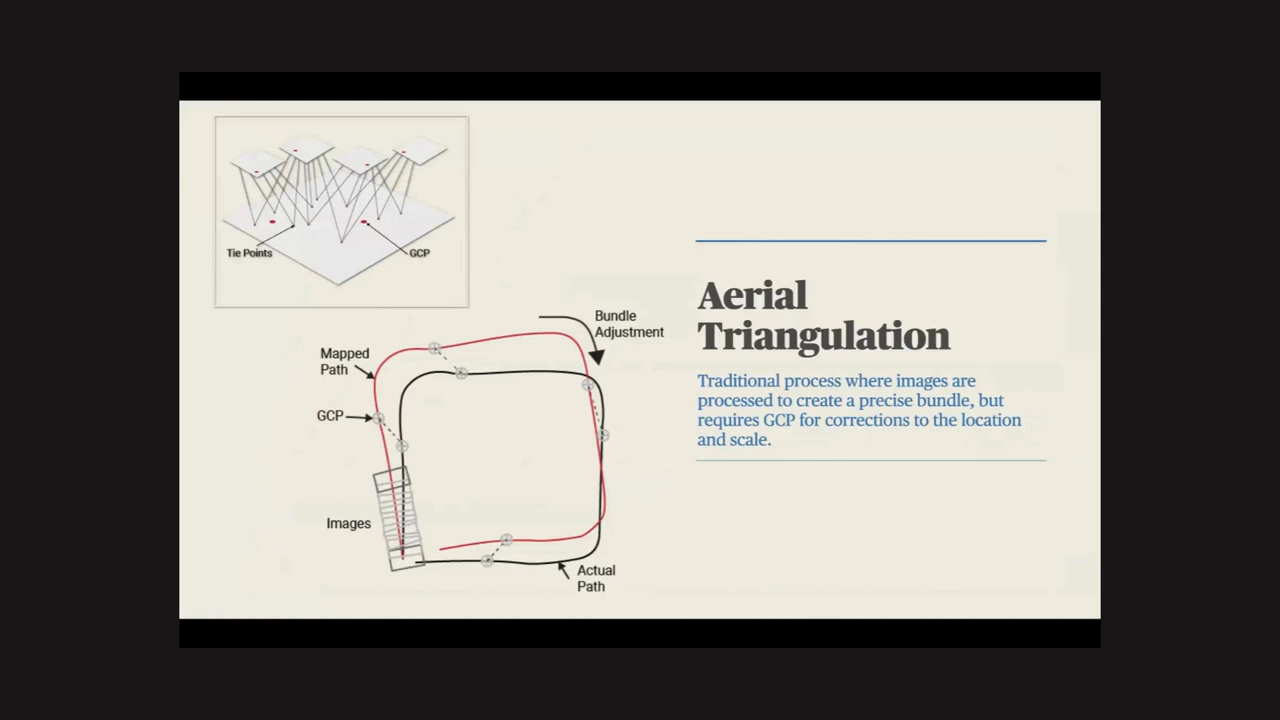 Tie Points
GCP
Bundle
Adjustment
Mapped
Path
GCP
Images
Actual
Path
Aerial
Triangulation
Traditional process where images are
processed to create a precise bundle, but
requires GCP for corrections to the location
and scale.